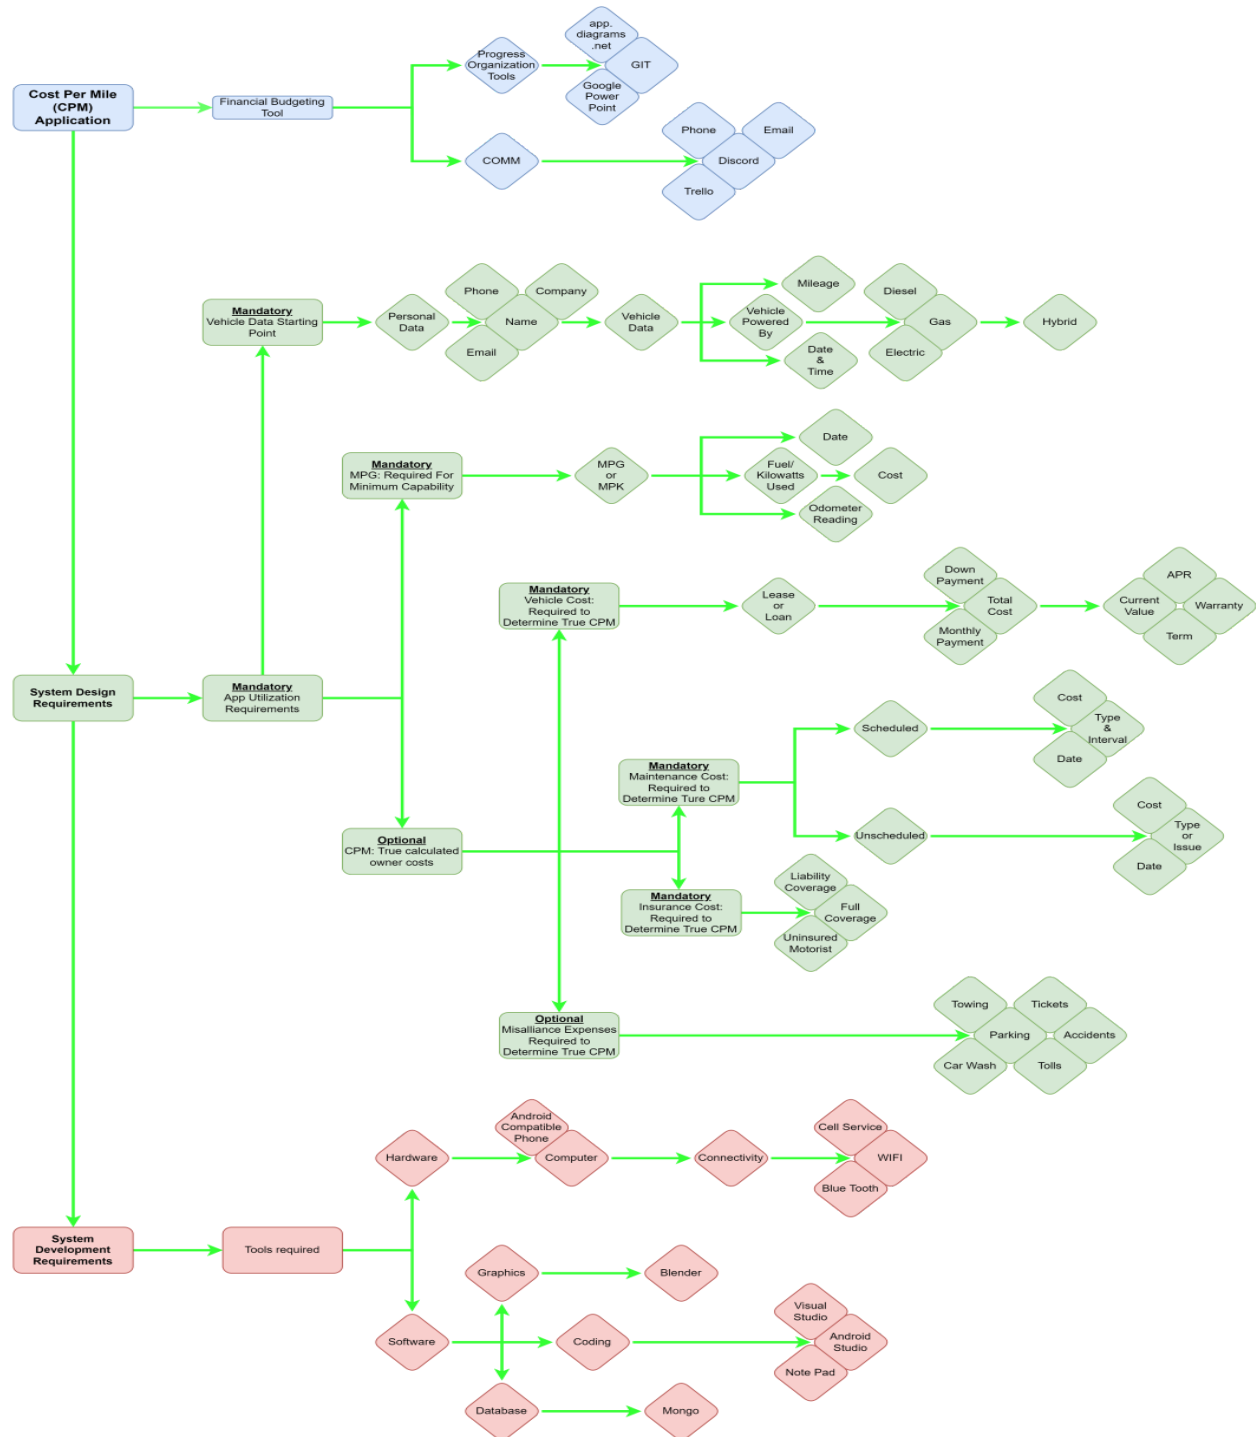 app.
diagrams
.net
Progress
Organization
Tools
GIT
Google
Power
Point
Cost Per Mile
(CPM)
Application
Financial Budgeting
Tool
Phone
Email
COMM
Discord
Trello
Mandatory
Vehicle Data Starting
Point
Personal
Data
Phone
Company
Name
Email
Vehicle
Data
Mileage
Vehicle
Powered
By
Date
&
Time
Diesel
Gas
Electric
Hybrid
Mandatory
MPG: Required For
Minimum Capability
MPG
or
MPK
Date
Fuel/
Kilowatts
Used
Cost
Odometer
Reading
Mandatory
Vehicle Cost:
Required to
Determine True CPM
Lease
or
Loan
Down
Payment
Total
Cost
Monthly
Payment
APR
Current
Value
Warranty
Term
System Design
Requirements
Mandatory
App Utilization
Requirements
Mandatory
Maintenance Cost:
Required to
Determine Ture CPM
Scheduled
Cost
Type
&
Interval
Date
Unscheduled
Cost
Type
or
Issue
Date
Optional
CPM: True calculated
owner costs
Mandatory
Insurance Cost:
Required to
Determine True CPM
Liability
Coverage
Full
Coverage
Uninsured
Motorist
Optional
Misalliance Expenses
Required to
Determine True CPM
Towing
Tickets
Parking
Accidents
Car Wash
Tolls
Hardware
Android
Compatible
Phone
Computer
Connectivity
Cell Service
WIFI
Blue Tooth
System
Development
Requirements
Tools required
Graphics
Blender
Software
Coding
Visual
Studio
Android
Studio
Note Pad
Database
Mongo